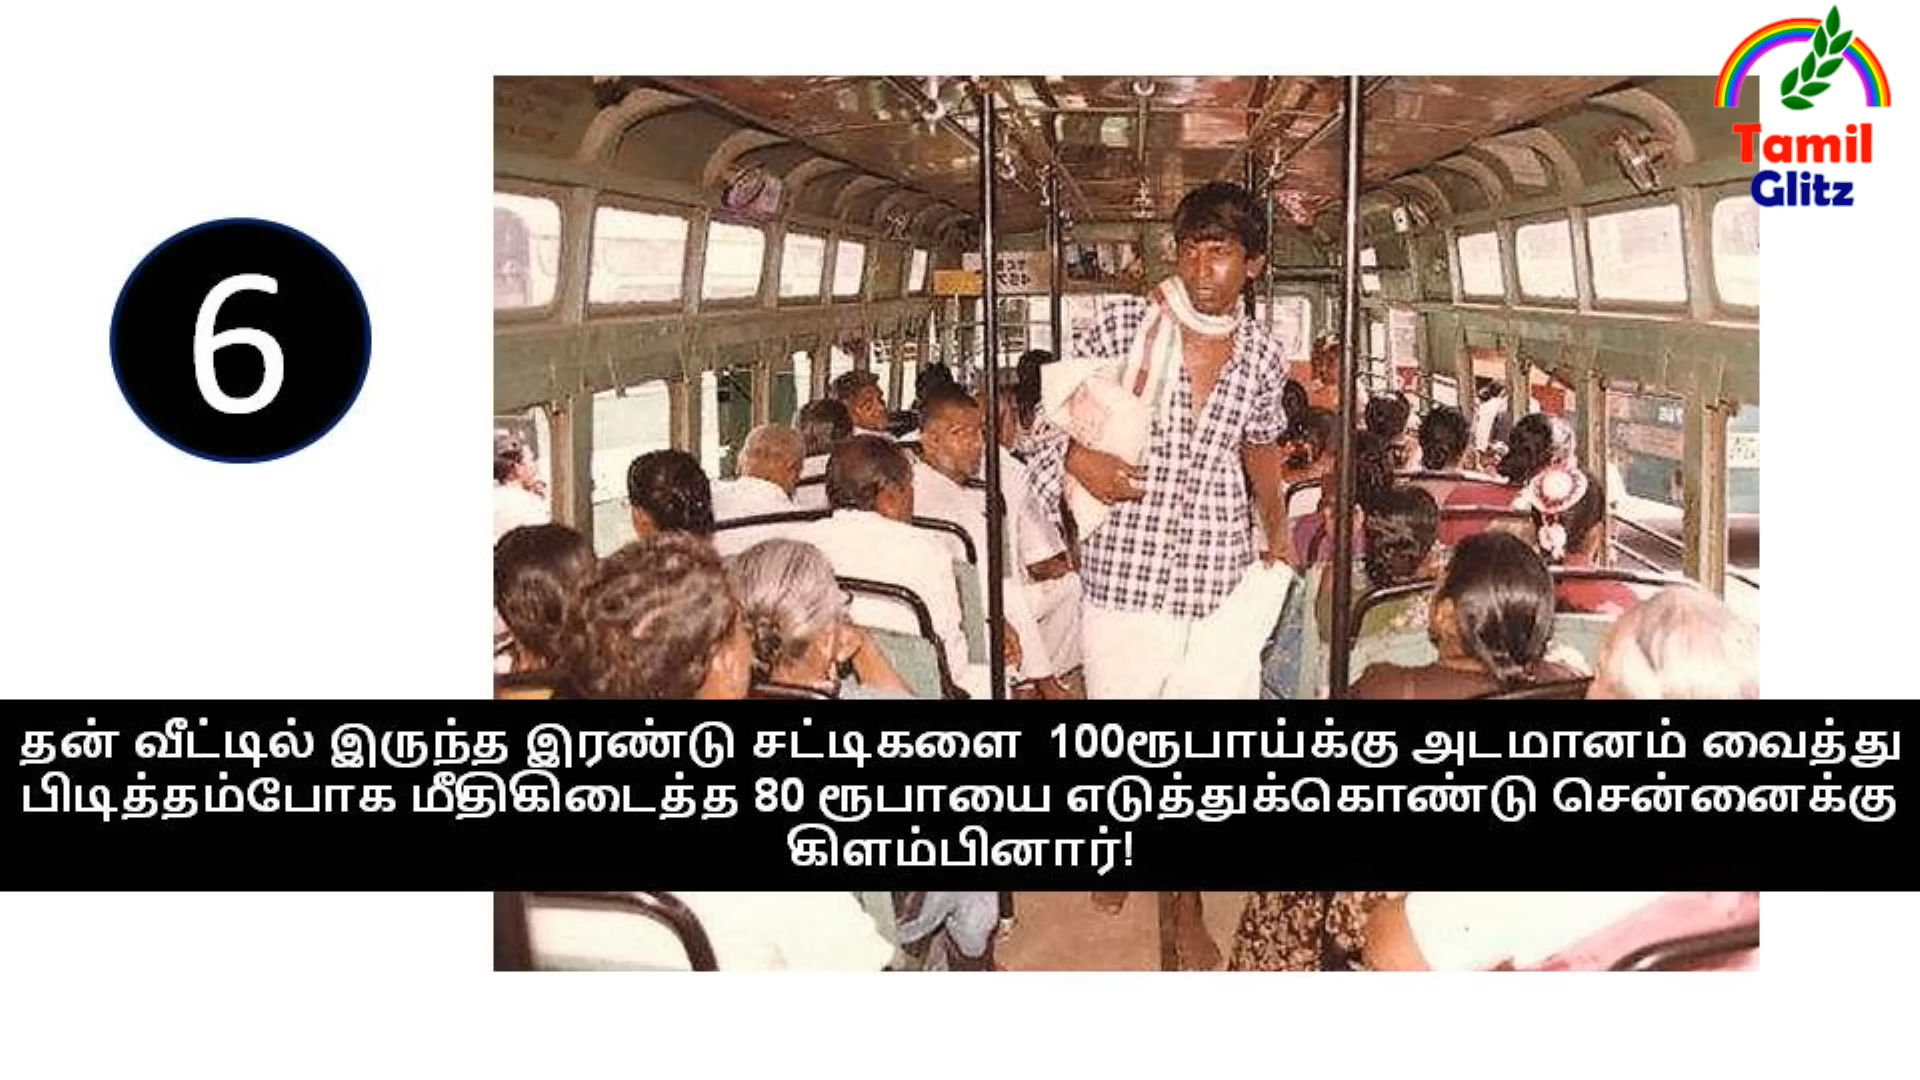 Tamil
Glitz
6
தன் வீட்டில் இருந்த இரண்டு சட்டிகளை 100ரூபாய்க்கு அடமானம் வைத்து
பிடித்தம்போக மீதிகிடைத்த 80 ரூபாயை எடுத்துக்கொண்டு சென்னைக்கு
கிளம்பினார்!